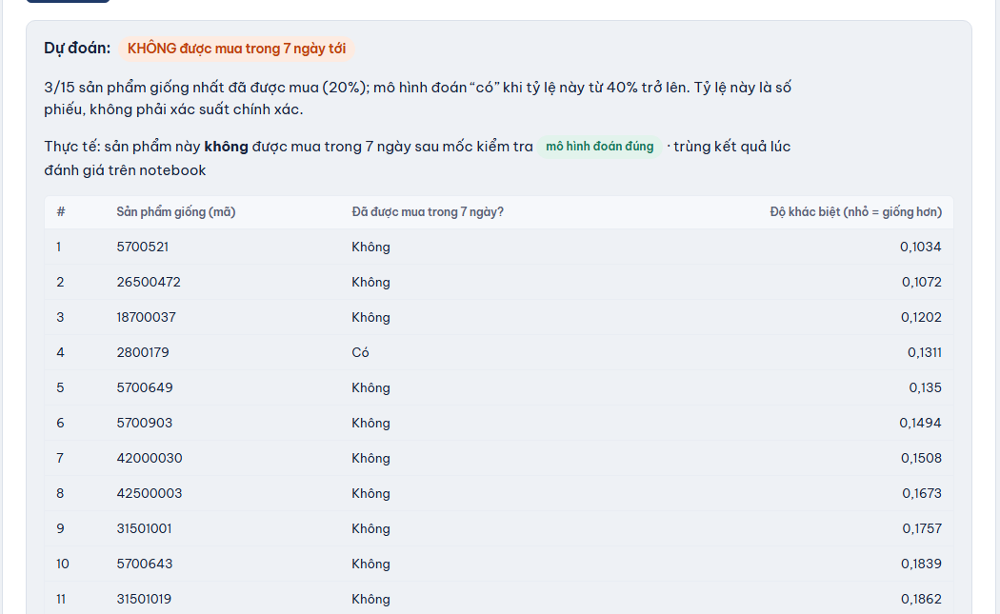 Dự đoán: KHÔNG được mua trong 7 ngày tới
3/15 sản phẩm giống nhất đã được mua (20%); mô hình đoán “có” khi tỷ lệ này từ 40% trở lên. Tỷ lệ này là số
phiếu, không phải xác suất chính xác.
Thực tế: sản phẩm này không được mua trong 7 ngày sau mốc kiểm tra mô hình đoán đúng · trùng kết quả lúc
đánh giá trên notebook
# Sản phẩm giống (mã) Đã được mua trong 7 ngày? Độ khác biệt (nhỏ = giống hơn)
1 5700521 Không 0,1034
2 26500472 Không 0,1072
3 18700037 Không 0,1202
4 2800179 Có 0,1311
5 5700649 Không 0,135
6 5700903 Không 0,1494
7 42000030 Không 0,1508
8 42500003 Không 0,1673
9 31501001 Không 0,1757
10 5700643 Không 0,1839
11 31501019 Không 0,1862